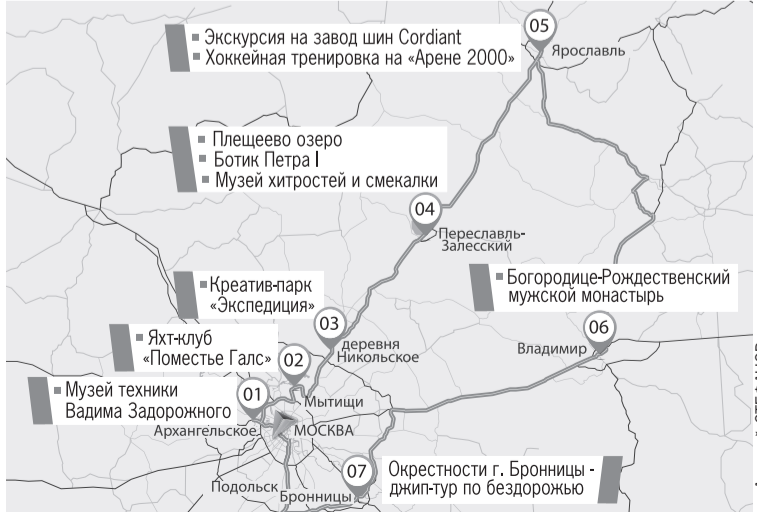 05
▪ Экскурсия на завод шин Cordiant
▪ Хоккейная тренировка на «Арене 2000»
Ярославль
▪ Плещеево озеро
▪ Ботик Петра I
▪ Музей хитростей и смекалки
04
Переславль-
Залесский
▪ Богородице-Рождественский
мужской монастырь
▪ Креатив-парк
«Экспедиция»
03
деревня
Никольское
06
Владимир
▪ Яхт-клуб
«Поместье Галс»
02
Мытищи
▪ Музей техники
Вадима Задорожного
01
Архангельское
МОСКВА
07
Окрестности г. Бронницы -
джип-тур по бездорожью
Подольск
Бронницы